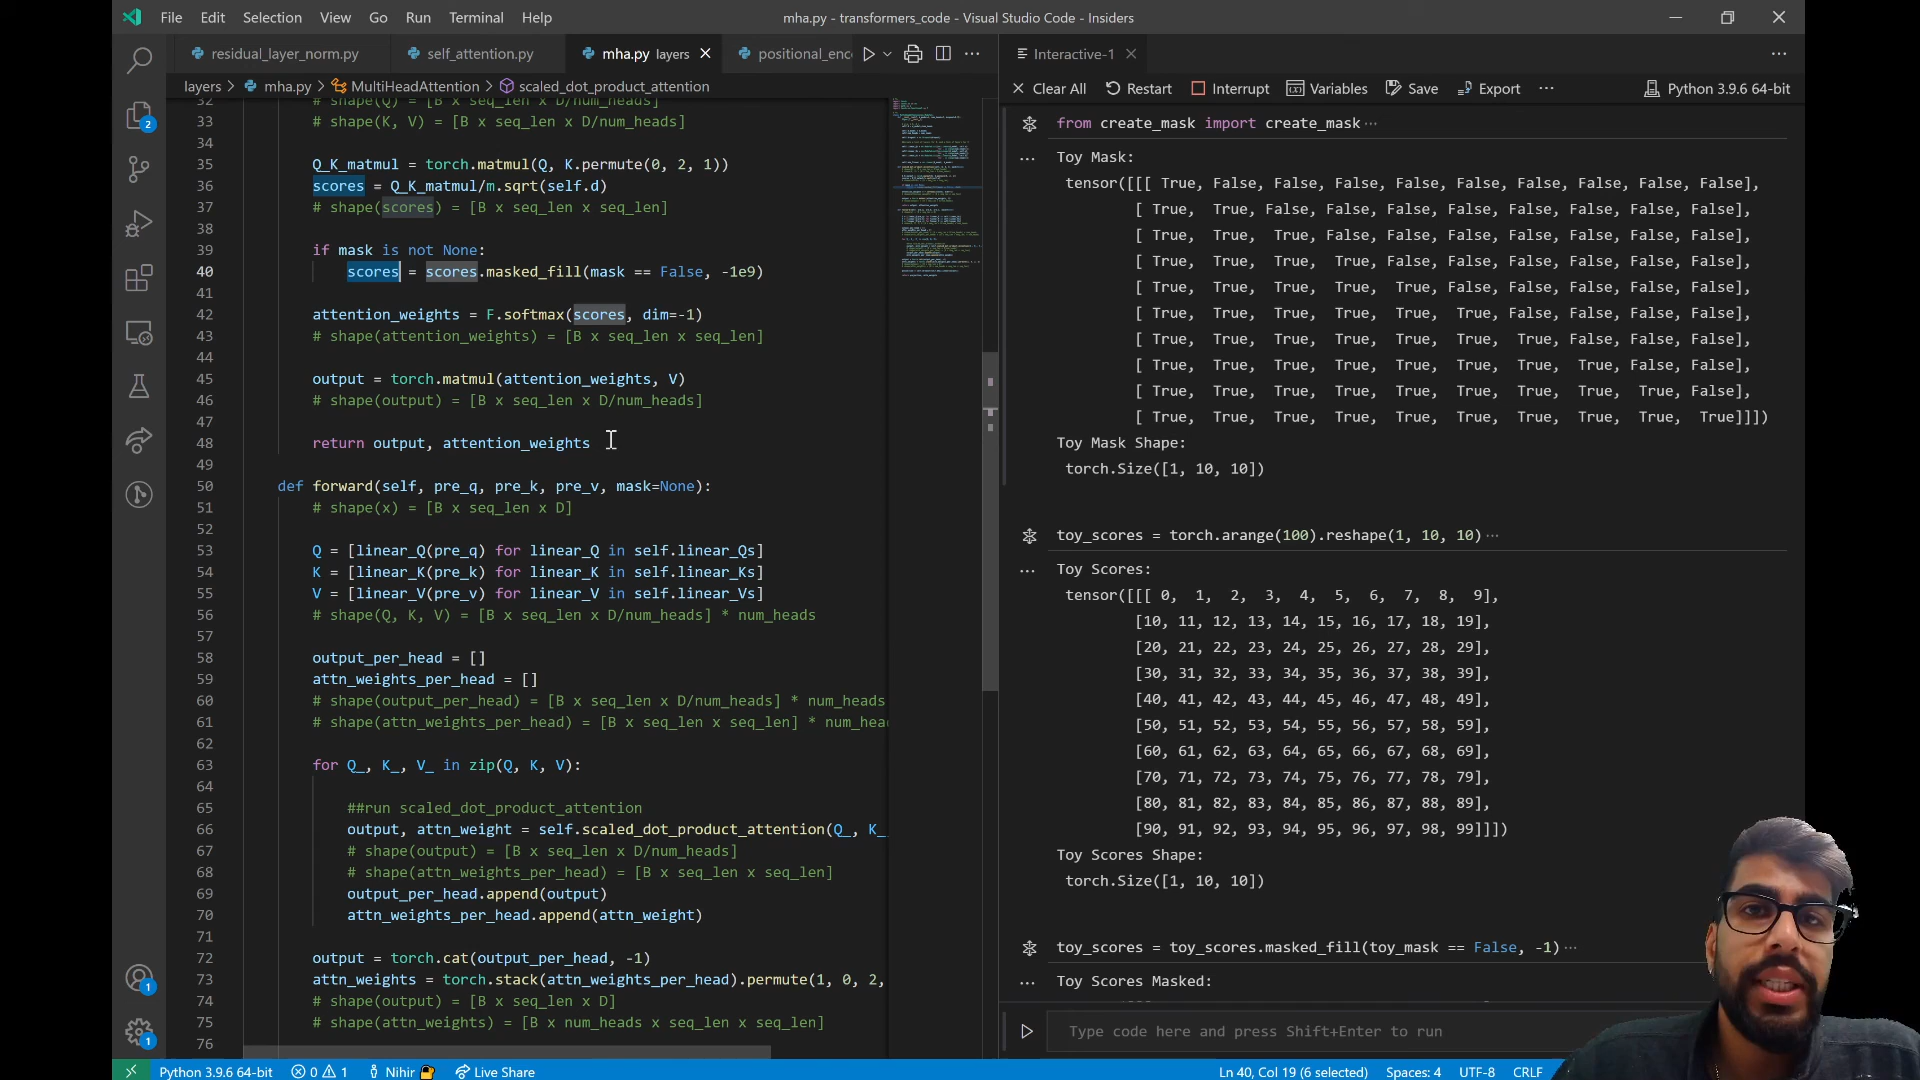 File Edit Selection View Go Run Terminal Help mha.py - transformers_code - Visual Studio Code - Insiders
residual_layer_norm.py self_attention.py mha.py layers positional_enc Interactive-1
layers > mha.py > MultiHeadAttention > scaled_dot_product_attention
Clear All Restart Interrupt Variables Save Export ... Python 3.9.6 64-bit
32 # shape(Q) = [B x seq_len x D/num_heads]
33 # shape(K, V) = [B x seq_len x D/num_heads]
34
35 Q_K_matmul = torch.matmul(Q, K.permute(0, 2, 1))
36 scores = Q_K_matmul/m.sqrt(self.d)
37 # shape(scores) = [B x seq_len x seq_len]
38
39 if mask is not None:
40 scores = scores.masked_fill(mask == False, -1e9)
41
42 attention_weights = F.softmax(scores, dim=-1)
43 # shape(attention_weights) = [B x seq_len x seq_len]
44
45 output = torch.matmul(attention_weights, V)
46 # shape(output) = [B x seq_len x D/num_heads]
47
48 return output, attention_weights
49
50 def forward(self, pre_q, pre_k, pre_v, mask=None):
51 # shape(x) = [B x seq_len x D]
52
53 Q = [linear_Q(pre_q) for linear_Q in self.linear_Qs]
54 K = [linear_K(pre_k) for linear_K in self.linear_Ks]
55 V = [linear_V(pre_v) for linear_V in self.linear_Vs]
56 # shape(Q, K, V) = [B x seq_len x D/num_heads] * num_heads
57
58 output_per_head = []
59 attn_weights_per_head = []
60 # shape(output_per_head) = [B x seq_len x D/num_heads] * num_heads
61 # shape(attn_weights_per_head) = [B x seq_len x seq_len] * num_hea
62
63 for Q_, K_, V_ in zip(Q, K, V):
64
65 ##run scaled_dot_product_attention
66 output, attn_weight = self.scaled_dot_product_attention(Q_, K_
67 # shape(output) = [B x seq_len x D/num_heads]
68 # shape(attn_weights_per_head) = [B x seq_len x seq_len]
69 output_per_head.append(output)
70 attn_weights_per_head.append(attn_weight)
71
72 output = torch.cat(output_per_head, -1)
73 attn_weights = torch.stack(attn_weights_per_head).permute(1, 0, 2,
74 # shape(output) = [B x seq_len x D]
75 # shape(attn_weights) = [B x num_heads x seq_len x seq_len]
76
from create_mask import create_mask ...
... Toy Mask:
tensor([[[ True, False, False, False, False, False, False, False, False, False],
[ True, True, False, False, False, False, False, False, False, False],
[ True, True, True, False, False, False, False, False, False, False],
[ True, True, True, True, False, False, False, False, False, False],
[ True, True, True, True, True, False, False, False, False, False],
[ True, True, True, True, True, True, False, False, False, False],
[ True, True, True, True, True, True, True, False, False, False],
[ True, True, True, True, True, True, True, True, False, False],
[ True, True, True, True, True, True, True, True, True, False],
[ True, True, True, True, True, True, True, True, True, True]]])
Toy Mask Shape:
torch.Size([1, 10, 10])
toy_scores = torch.arange(100).reshape(1, 10, 10) ...
... Toy Scores:
tensor([[[ 0, 1, 2, 3, 4, 5, 6, 7, 8, 9],
[10, 11, 12, 13, 14, 15, 16, 17, 18, 19],
[20, 21, 22, 23, 24, 25, 26, 27, 28, 29],
[30, 31, 32, 33, 34, 35, 36, 37, 38, 39],
[40, 41, 42, 43, 44, 45, 46, 47, 48, 49],
[50, 51, 52, 53, 54, 55, 56, 57, 58, 59],
[60, 61, 62, 63, 64, 65, 66, 67, 68, 69],
[70, 71, 72, 73, 74, 75, 76, 77, 78, 79],
[80, 81, 82, 83, 84, 85, 86, 87, 88, 89],
[90, 91, 92, 93, 94, 95, 96, 97, 98, 99]]])
Toy Scores Shape:
torch.Size([1, 10, 10])
toy_scores = toy_scores.masked_fill(toy_mask == False, -1) ...
... Toy Scores Masked:
Type code here and press Shift+Enter to run
2
1
1
Python 3.9.6 64-bit 0 1 Nihir Live Share Ln 40, Col 19 (6 selected) Spaces: 4 UTF-8 CRLF